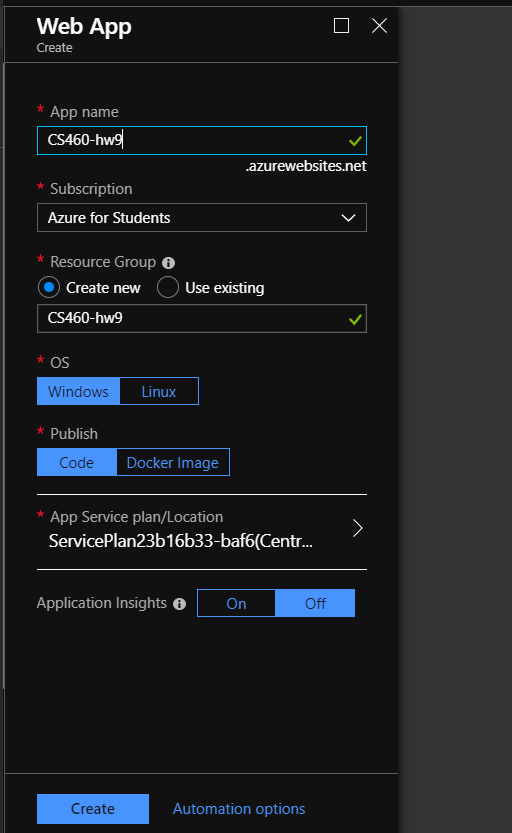 Web App
Create
* App name
CS460-hw9
.azurewebsites.net
* Subscription
Azure for Students
* Resource Group
Create new Use existing
CS460-hw9
* OS
Windows Linux
* Publish
Code Docker Image
* App Service plan/Location
ServicePlan23b16b33-baf6(Centr...
Application Insights On Off
Create Automation options